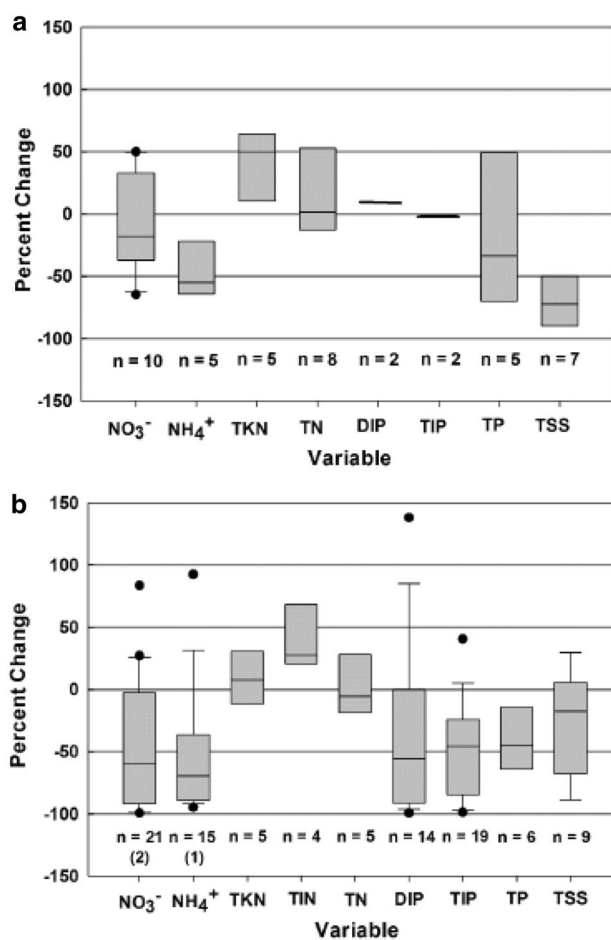 a
150
100
50
0
-50
-100
-150
Percent Change
n = 10 n = 5 n = 5 n = 8 n = 2 n = 2 n = 5 n = 7
NO₃⁻ NH₄⁺ TKN TN DIP TIP TP TSS
Variable
b
150
100
50
0
-50
-100
-150
Percent Change
n = 21 n = 15 n = 5 n = 4 n = 5 n = 14 n = 19 n = 6 n = 9
(2) (1)
NO₃⁻ NH₄⁺ TKN TIN TN DIP TIP TP TSS
Variable